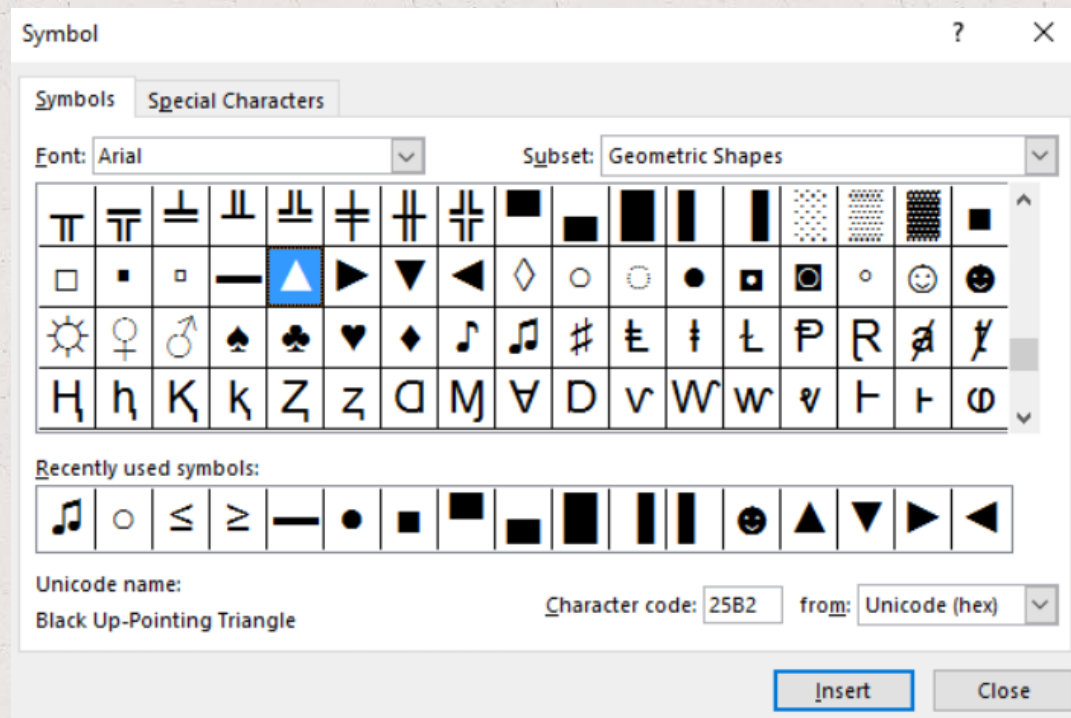 Symbol ? ×
Symbols Special Characters
Font: Arial Subset: Geometric Shapes
╥ ╦ ╧ ╨ ╩ ╪ ╫ ╬ ▀ ▄ █ ▌ ▐ ░ ▒ ▓ ■
□ ▪ ▫ ▬ ▲ ► ▼ ◄ ◊ ○ ◌ ● ◘ ◙ ◦ ☺ ☻
☼ ♀ ♂ ♠ ♣ ♥ ♦ ♪ ♫ ♯ Ⱡ ⱡ Ɫ Ᵽ Ɽ ⱥ ⱦ
Ⱨ ⱨ Ⱪ ⱪ Ⱬ ⱬ Ɑ Ɱ Ɐ Ɒ ⱱ Ⱳ ⱳ ⱴ Ⱶ ⱶ ⱷ
Recently used symbols:
♫ ○ ≤ ≥ ▬ ● ■ ▀ ▄ █ ▐ ▌ ☻ ▲ ▼ ► ◄
Unicode name:
Black Up-Pointing Triangle
Character code: 25B2 from: Unicode (hex)
Insert Close